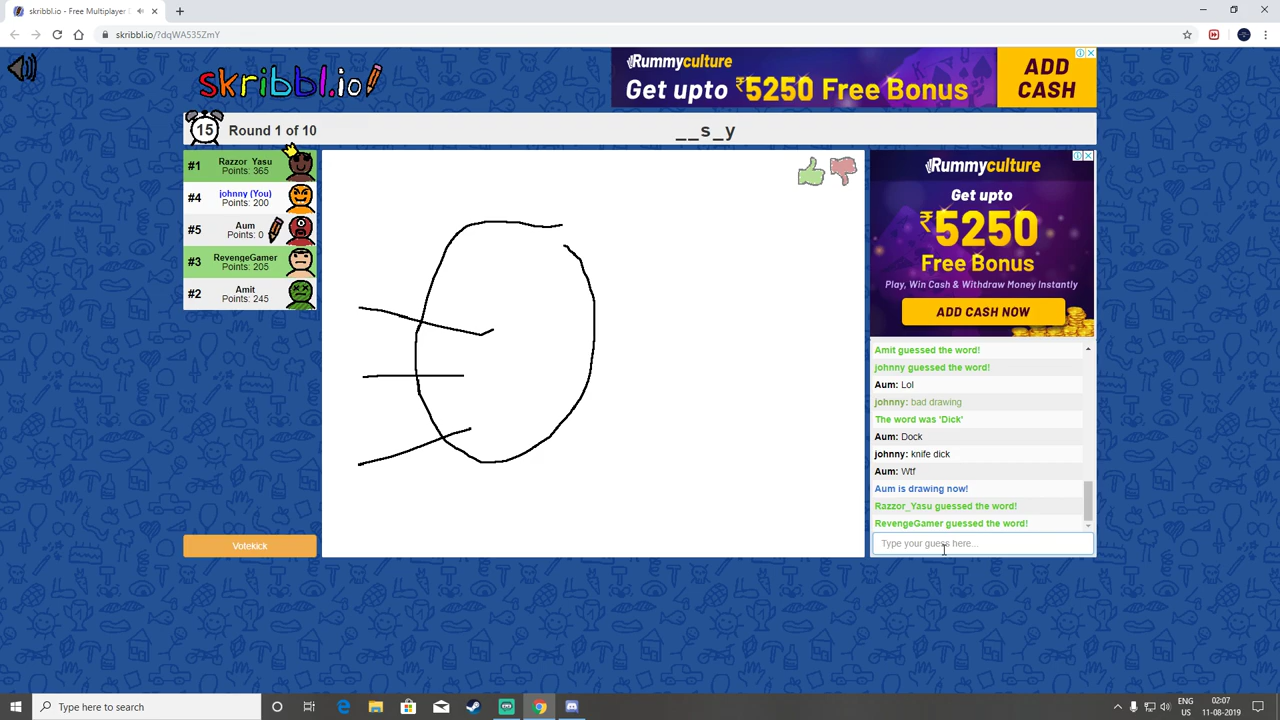 skribbl.io - Free Multiplayer D
skribbl.io/?dqWA535ZmY
skribbl.io
Rummyculture
Get upto ₹5250 Free Bonus
ADD
CASH
15 Round 1 of 10
__s_y
#1 Razzor_Yasu
Points: 365
#4 johnny (You)
Points: 200
#5 Aum
Points: 0
#3 RevengeGamer
Points: 205
#2 Amit
Points: 245
Votekick
Rummyculture
Get upto
₹5250
Free Bonus
Play, Win Cash & Withdraw Money Instantly
ADD CASH NOW
Amit guessed the word!
johnny guessed the word!
Aum: Lol
johnny: bad drawing
The word was 'Dick'
Aum: Dock
johnny: knife dick
Aum: Wtf
Aum is drawing now!
Razzor_Yasu guessed the word!
RevengeGamer guessed the word!
Type your guess here...
Type here to search
ENG
US
02:07
11-08-2019